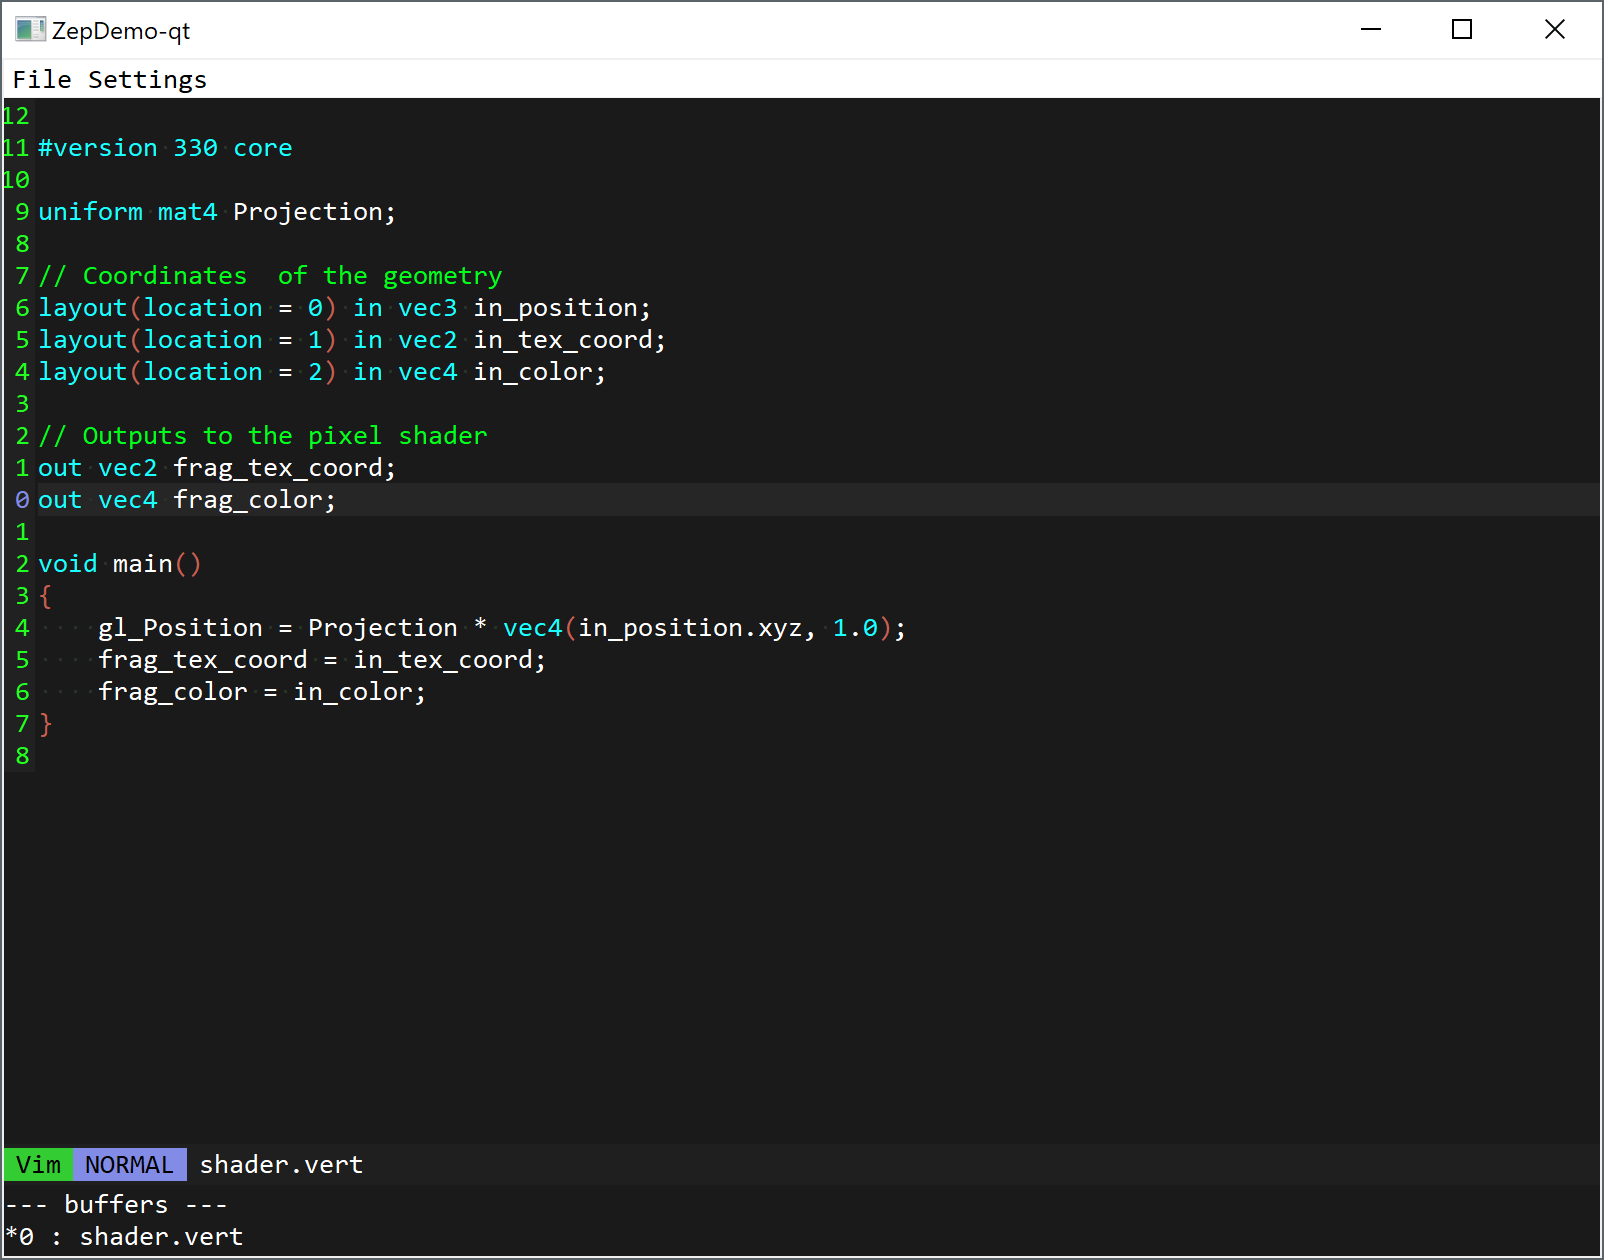 ZepDemo-qt
File Settings
12
11 #version 330 core
10
9 uniform mat4 Projection;
8
7 // Coordinates  of the geometry
6 layout(location = 0) in vec3 in_position;
5 layout(location = 1) in vec2 in_tex_coord;
4 layout(location = 2) in vec4 in_color;
3
2 // Outputs to the pixel shader
1 out vec2 frag_tex_coord;
0 out vec4 frag_color;
1
2 void main()
3 {
4     gl_Position = Projection * vec4(in_position.xyz, 1.0);
5     frag_tex_coord = in_tex_coord;
6     frag_color = in_color;
7 }
8
Vim NORMAL shader.vert
--- buffers ---
*0 : shader.vert